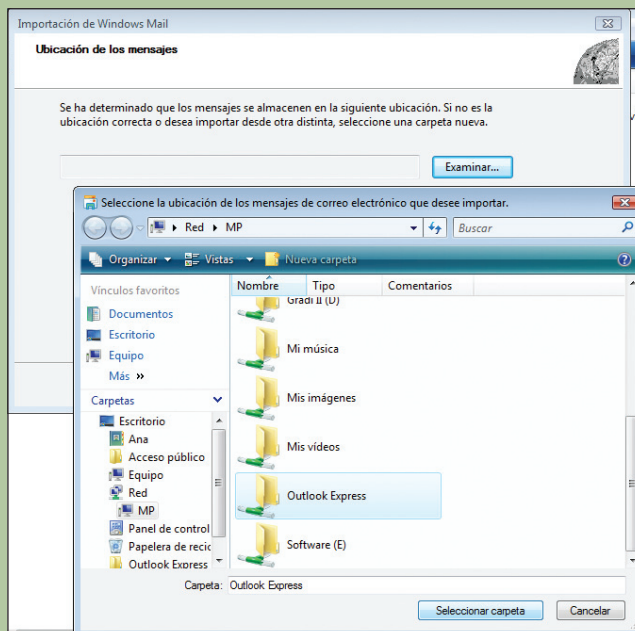 Importación de Windows Mail
Ubicación de los mensajes
Se ha determinado que los mensajes se almacenen en la siguiente ubicación. Si no es la
ubicación correcta o desea importar desde otra distinta, seleccione una carpeta nueva.
Examinar...
Seleccione la ubicación de los mensajes de correo electrónico que desee importar.
Red MP
Buscar
Organizar Vistas Nueva carpeta
Vínculos favoritos
Documentos
Escritorio
Equipo
Más »
Carpetas
Escritorio
Ana
Acceso público
Equipo
Red
MP
Panel de control
Papelera de recic
Outlook Express
Nombre Tipo Comentarios
Gradi II (D)
Mi música
Mis imágenes
Mis vídeos
Outlook Express
Software (E)
Carpeta: Outlook Express
Seleccionar carpeta Cancelar